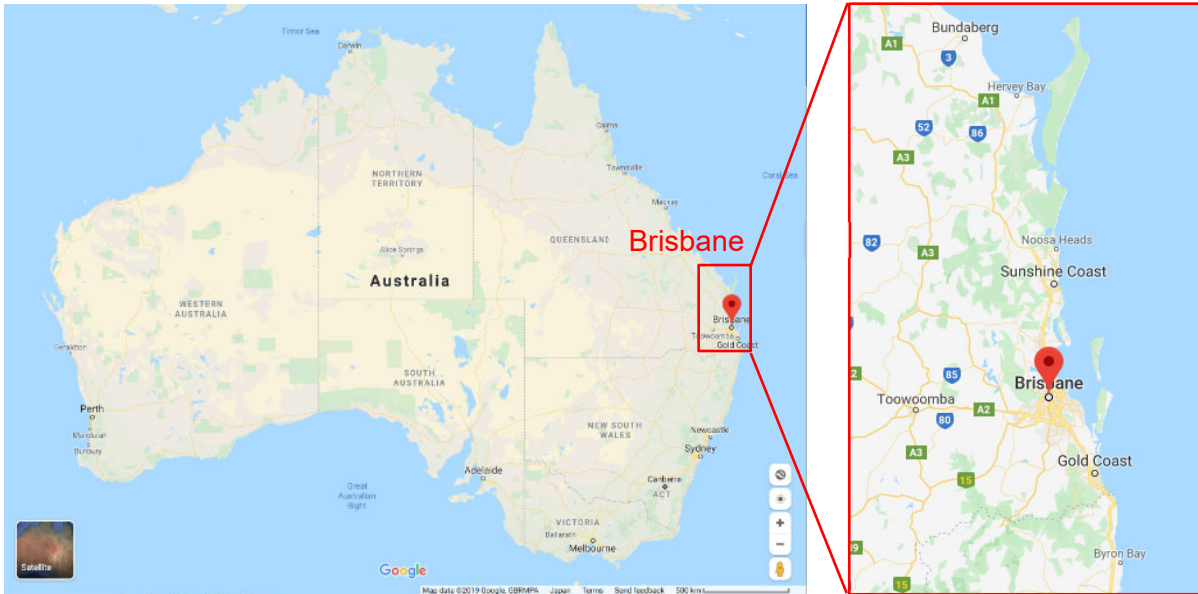 Timor Sea
Darwin
Cairns
Townsville
Coral Sea
Mackay
NORTHERN
TERRITORY
QUEENSLAND
Brisbane
Alice Springs
Australia
WESTERN
AUSTRALIA
Brisbane
Toowoomba
Gold Coast
Geraldton
SOUTH
AUSTRALIA
Perth
Mandurah
Bunbury
NEW SOUTH
WALES
Newcastle
Sydney
Adelaide
Canberra
ACT
Great
Australian
Bight
VICTORIA
Ballarat
Melbourne
Satellite
Google
Map data ©2019 Google, GBRMPA Japan Terms Send feedback 500 km
Bundaberg
A1
3
Hervey Bay
A1
52
86
A3
Noosa Heads
82
A3
Sunshine Coast
85
Brisbane
Toowoomba
A2
80
A3
Gold Coast
15
Byron Bay
15